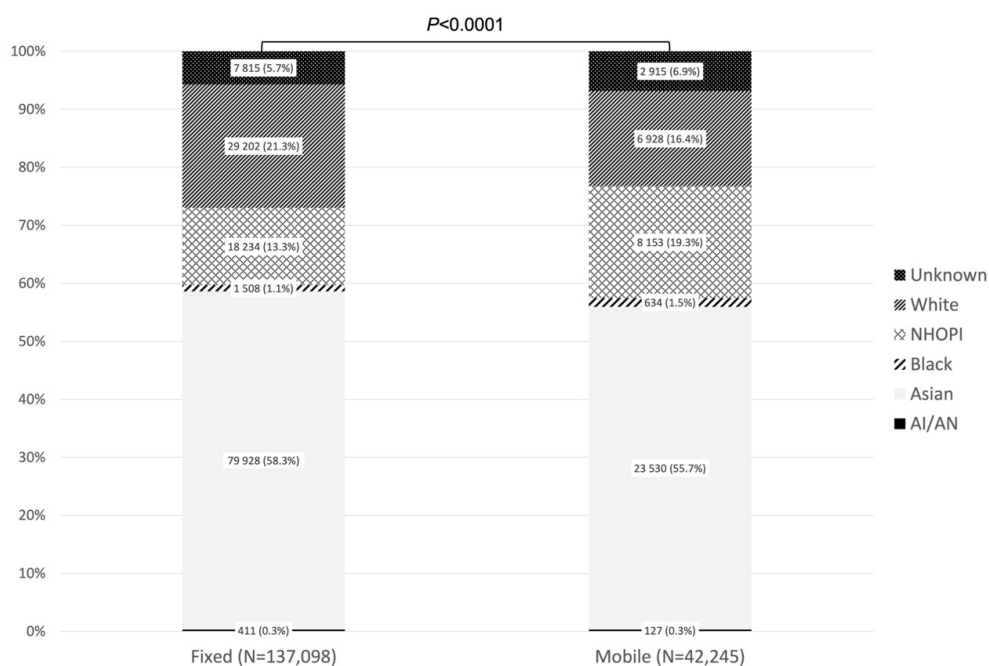 P<0.0001
100%
90%
80%
70%
60%
50%
40%
30%
20%
10%
0%
7 815 (5.7%)
29 202 (21.3%)
18 234 (13.3%)
1 508 (1.1%)
79 928 (58.3%)
411 (0.3%)
2 915 (6.9%)
6 928 (16.4%)
8 153 (19.3%)
634 (1.5%)
23 530 (55.7%)
127 (0.3%)
Fixed (N=137,098)
Mobile (N=42,245)
Unknown
White
NHOPI
Black
Asian
AI/AN